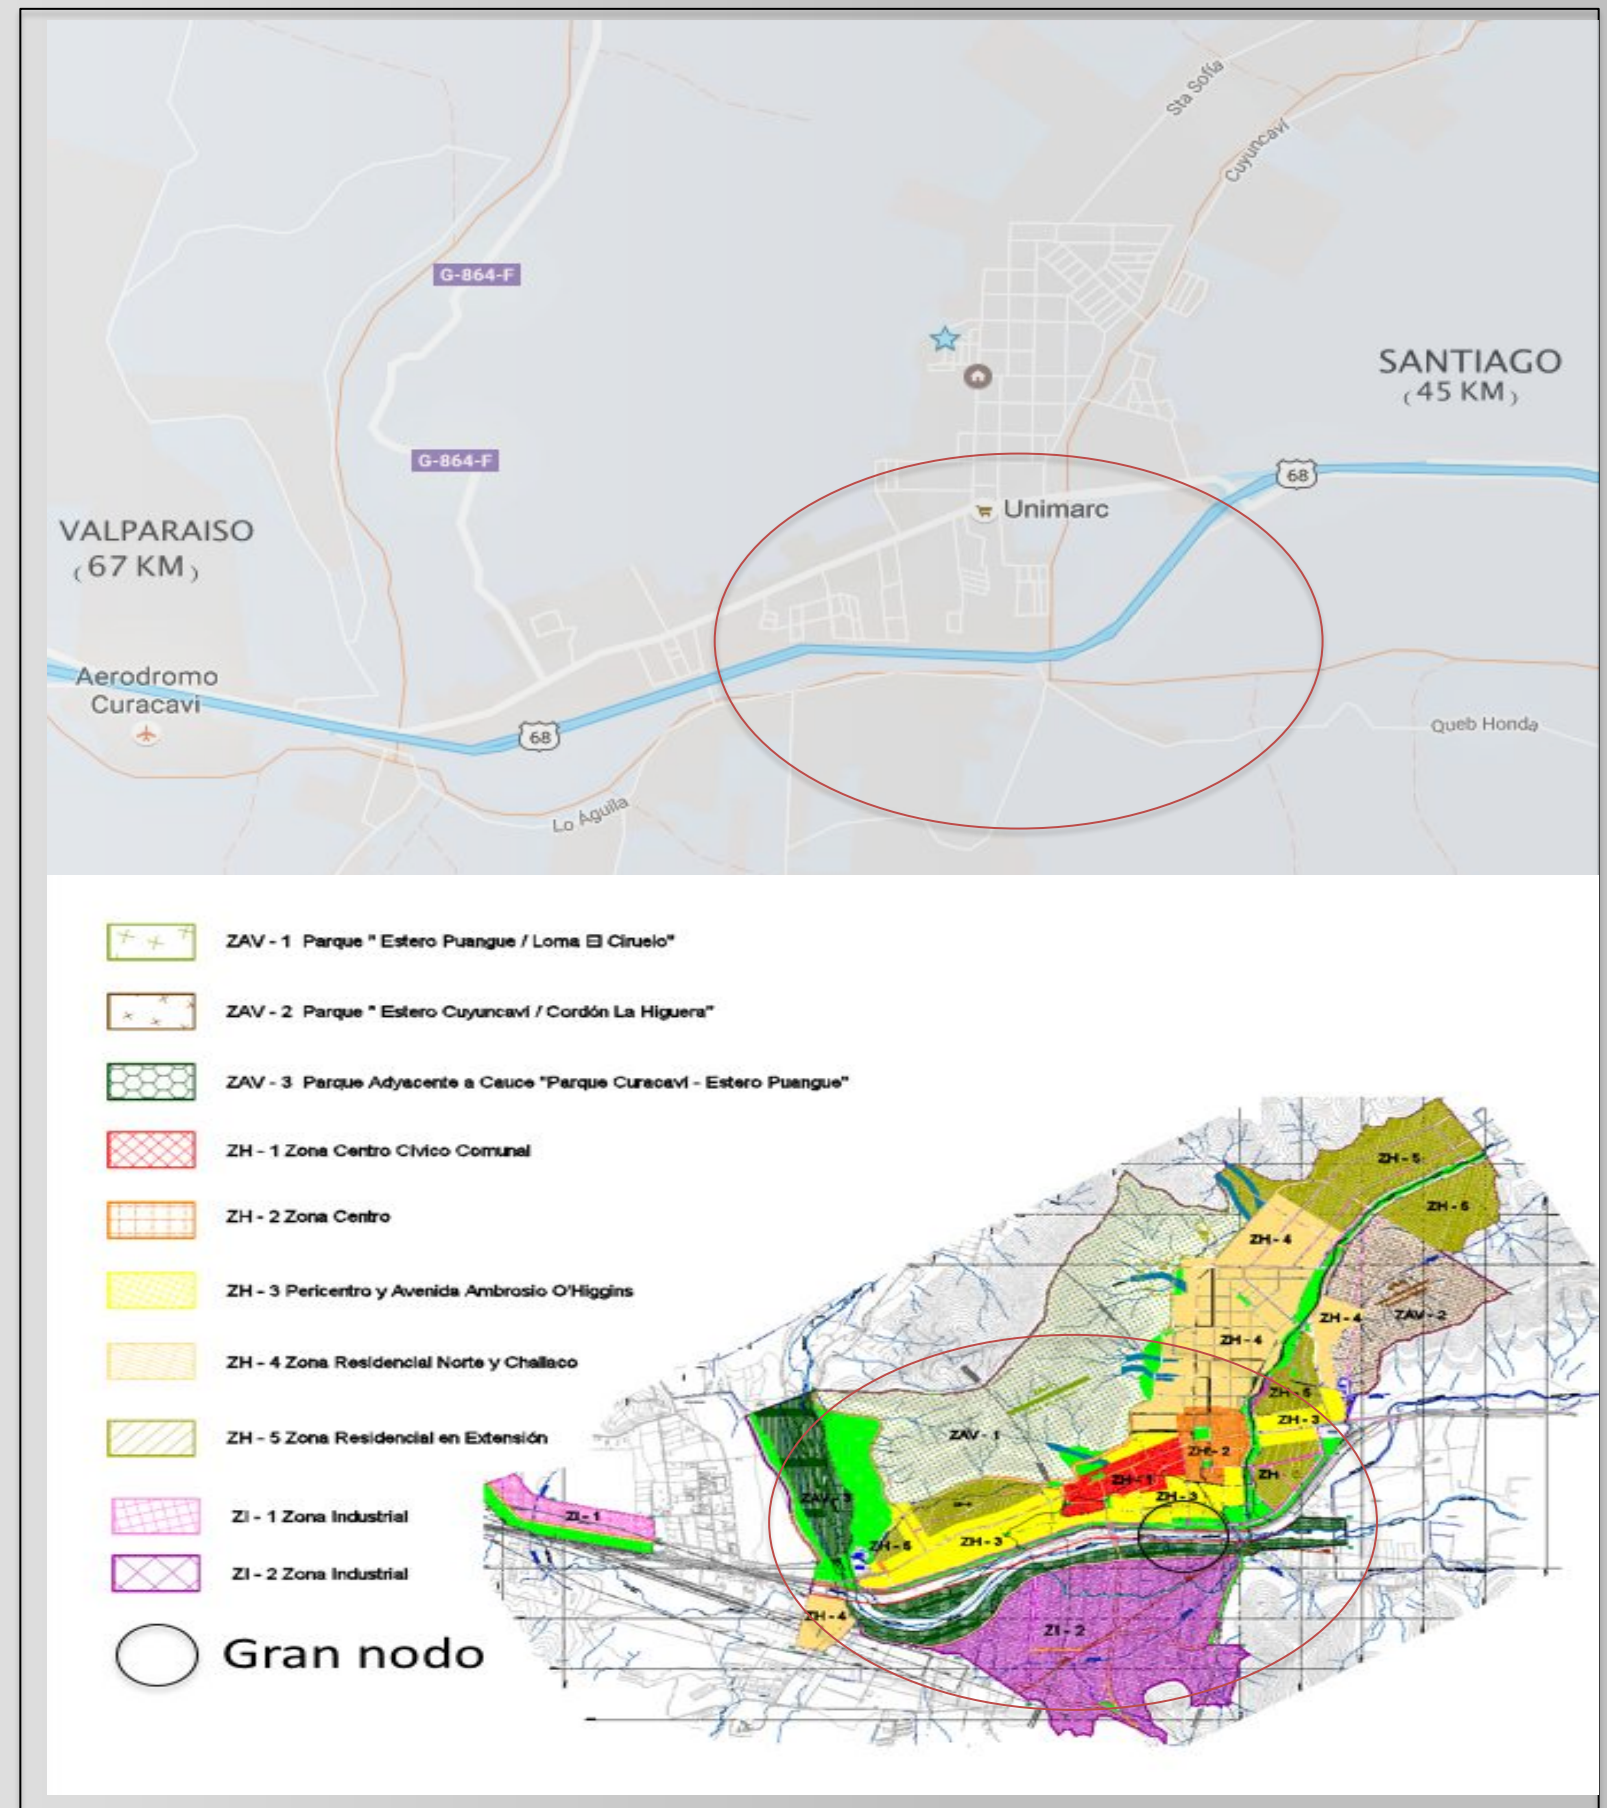 Sta Sofía
Cuyuncaví
G-864-F
SANTIAGO
(45 KM)
G-864-F
68
Unimarc
VALPARAISO
(67 KM)
Aerodromo
Curacavi
68
Queb Honda
Lo Aguila
ZAV - 1 Parque " Estero Puangue / Loma El Ciruelo"
ZAV - 2 Parque " Estero Cuyuncaví / Cordón La Higuera"
ZAV - 3 Parque Adyacente a Cauce "Parque Curacaví - Estero Puangue"
ZH - 1 Zona Centro Cívico Comunal
ZH - 2 Zona Centro
ZH - 3 Pericentro y Avenida Ambrosio O'Higgins
ZH - 4 Zona Residencial Norte y Challaco
ZH - 5 Zona Residencial en Extensión
ZI - 1 Zona Industrial
ZI - 2 Zona Industrial
Gran nodo
ZH - 5
ZH - 5
ZH - 4
ZH - 4
ZAV - 2
ZH - 4
ZH - 5
ZH - 3
ZAV - 1
ZH - 2
ZH - 1
ZH
ZH - 3
ZAV - 3
ZI - 1
ZH - 5
ZH - 3
ZH - 4
ZI - 2